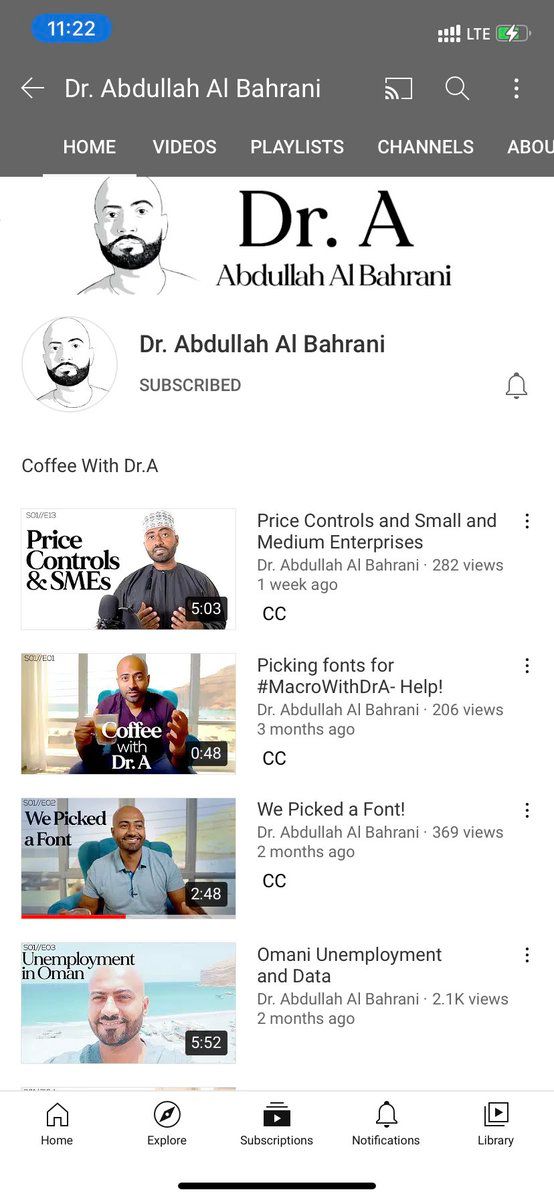 11:22
LTE
Dr. Abdullah Al Bahrani
HOME VIDEOS PLAYLISTS CHANNELS ABOU
Dr. A
Abdullah Al Bahrani
Dr. Abdullah Al Bahrani
SUBSCRIBED
Coffee With Dr.A
S01//E13
Price
Controls
& SMEs
5:03
Price Controls and Small and
Medium Enterprises
Dr. Abdullah Al Bahrani · 282 views
1 week ago
CC
S01//E01
Coffee
with
Dr. A
0:48
Picking fonts for
#MacroWithDrA- Help!
Dr. Abdullah Al Bahrani · 206 views
3 months ago
CC
S01//E02
We Picked
a Font
2:48
We Picked a Font!
Dr. Abdullah Al Bahrani · 369 views
2 months ago
CC
S01//E03
Unemployment
in Oman
5:52
Omani Unemployment
and Data
Dr. Abdullah Al Bahrani · 2.1K views
2 months ago
Home Explore Subscriptions Notifications Library